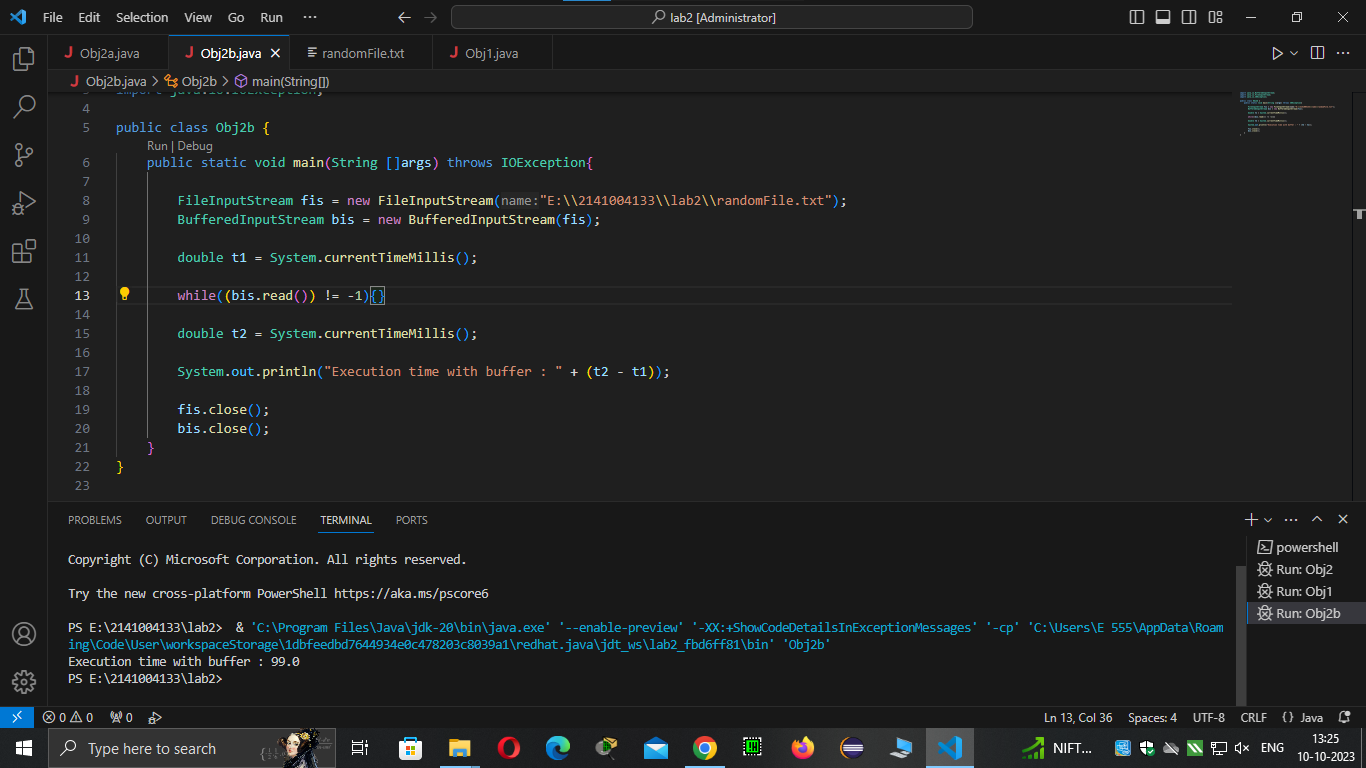 File Edit Selection View Go Run ··· lab2 [Administrator]
Obj2a.java Obj2b.java randomFile.txt Obj1.java
Obj2b.java > Obj2b > main(String[])
3 import java.io.IOException;
4
5 public class Obj2b {
Run | Debug
6 public static void main(String []args) throws IOException{
7
8 FileInputStream fis = new FileInputStream(name:"E:\\2141004133\\lab2\\randomFile.txt");
9 BufferedInputStream bis = new BufferedInputStream(fis);
10
11 double t1 = System.currentTimeMillis();
12
13 while((bis.read()) != -1){}
14
15 double t2 = System.currentTimeMillis();
16
17 System.out.println("Execution time with buffer : " + (t2 - t1));
18
19 fis.close();
20 bis.close();
21 }
22 }
23
PROBLEMS OUTPUT DEBUG CONSOLE TERMINAL PORTS
Copyright (C) Microsoft Corporation. All rights reserved.
Try the new cross-platform PowerShell https://aka.ms/pscore6
PS E:\2141004133\lab2> & 'C:\Program Files\Java\jdk-20\bin\java.exe' '--enable-preview' '-XX:+ShowCodeDetailsInExceptionMessages' '-cp' 'C:\Users\E 555\AppData\Roam
ing\Code\User\workspaceStorage\1dbfeedbd7644934e0c478203c8039a1\redhat.java\jdt_ws\lab2_fbd6ff81\bin' 'Obj2b'
Execution time with buffer : 99.0
PS E:\2141004133\lab2>
powershell
Run: Obj2
Run: Obj1
Run: Obj2b
0 0 0 Ln 13, Col 36 Spaces: 4 UTF-8 CRLF {} Java
Type here to search NIFT... ENG 13:25
10-10-2023